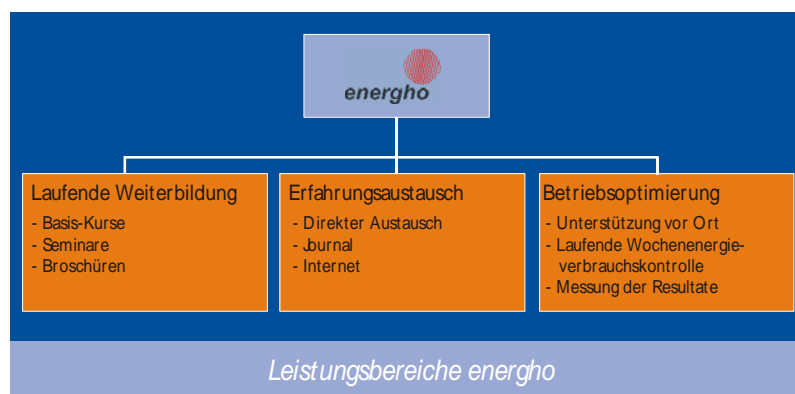 energho
Laufende Weiterbildung
- Basis-Kurse
- Seminare
- Broschüren
Erfahrungsaustausch
- Direkter Austausch
- Journal
- Internet
Betriebsoptimierung
- Unterstützung vor Ort
- Laufende Wochenenergie-
verbrauchskontrolle
- Messung der Resultate
Leistungsbereiche energho